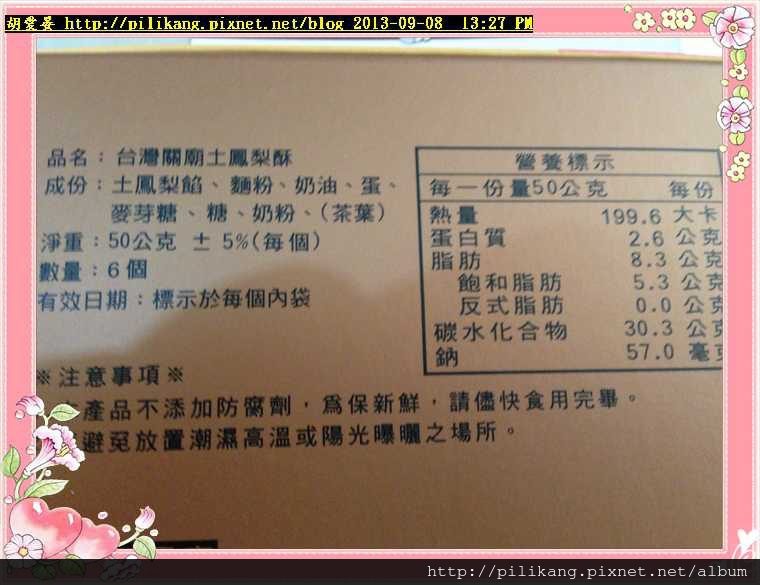 胡愛晏 http://pilikang.pixnet.net/blog 2013-09-08 13:27 PM
品名：台灣關廟土鳳梨酥
成份：土鳳梨餡、麵粉、奶油、蛋、
麥芽糖、糖、奶粉、(茶葉)
淨重：50公克 ± 5%(每個)
數量：6個
有效日期：標示於每個內袋
營養標示
每一份量50公克 每份
熱量 199.6 大卡
蛋白質 2.6 公克
脂肪 8.3 公克
飽和脂肪 5.3 公克
反式脂肪 0.0 公克
碳水化合物 30.3 公克
鈉 57.0 毫克
※注意事項※
產品不添加防腐劑，為保新鮮，請儘快食用完畢。
避免放置潮濕高溫或陽光曝曬之場所。
http://pilikang.pixnet.net/album